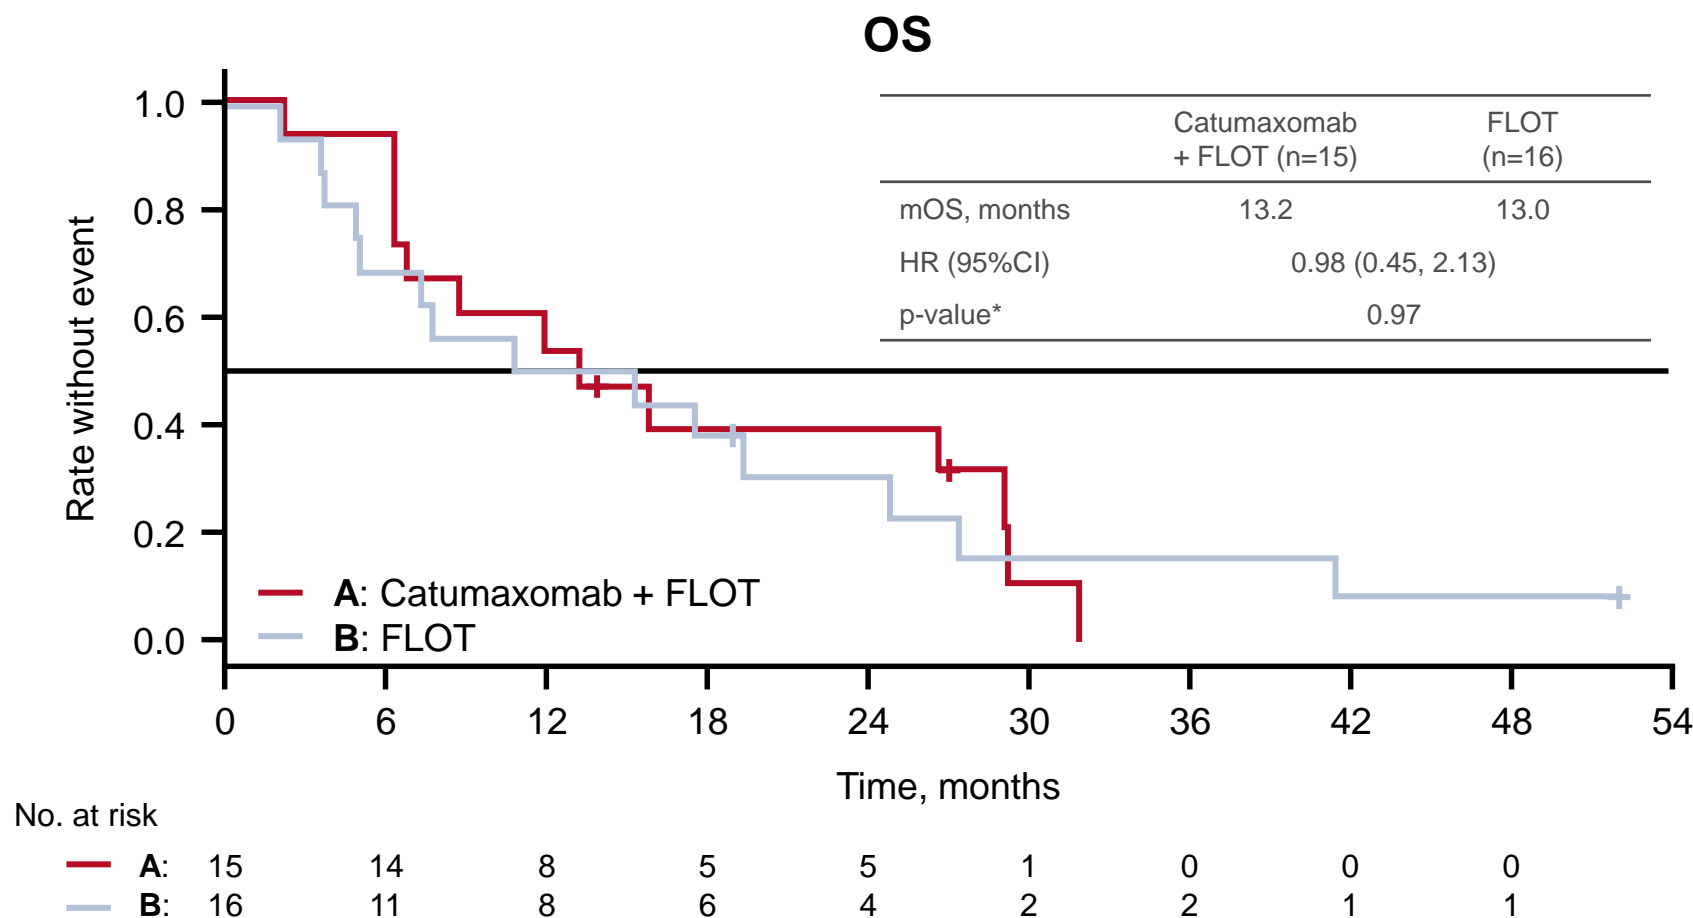 OS
Catumaxomab + FLOT (n=15)
FLOT (n=16)
mOS, months 13.2 13.0
HR (95%CI) 0.98 (0.45, 2.13)
p-value* 0.97
Rate without event
1.0
0.8
0.6
0.4
0.2
0.0
A: Catumaxomab + FLOT
B: FLOT
0 6 12 18 24 30 36 42 48 54
Time, months
No. at risk
A: 15 14 8 5 5 1 0 0 0
B: 16 11 8 6 4 2 2 1 1